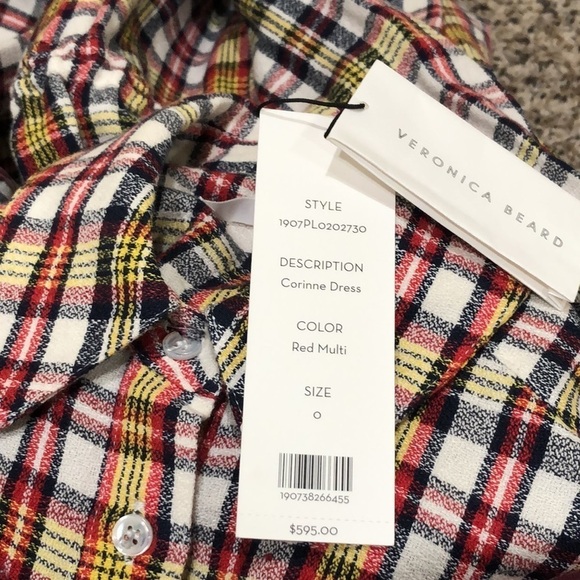 VERONICA BEARD
STYLE
1907PL0202730
DESCRIPTION
Corinne Dress
COLOR
Red Multi
SIZE
0
190738266455
$595.00